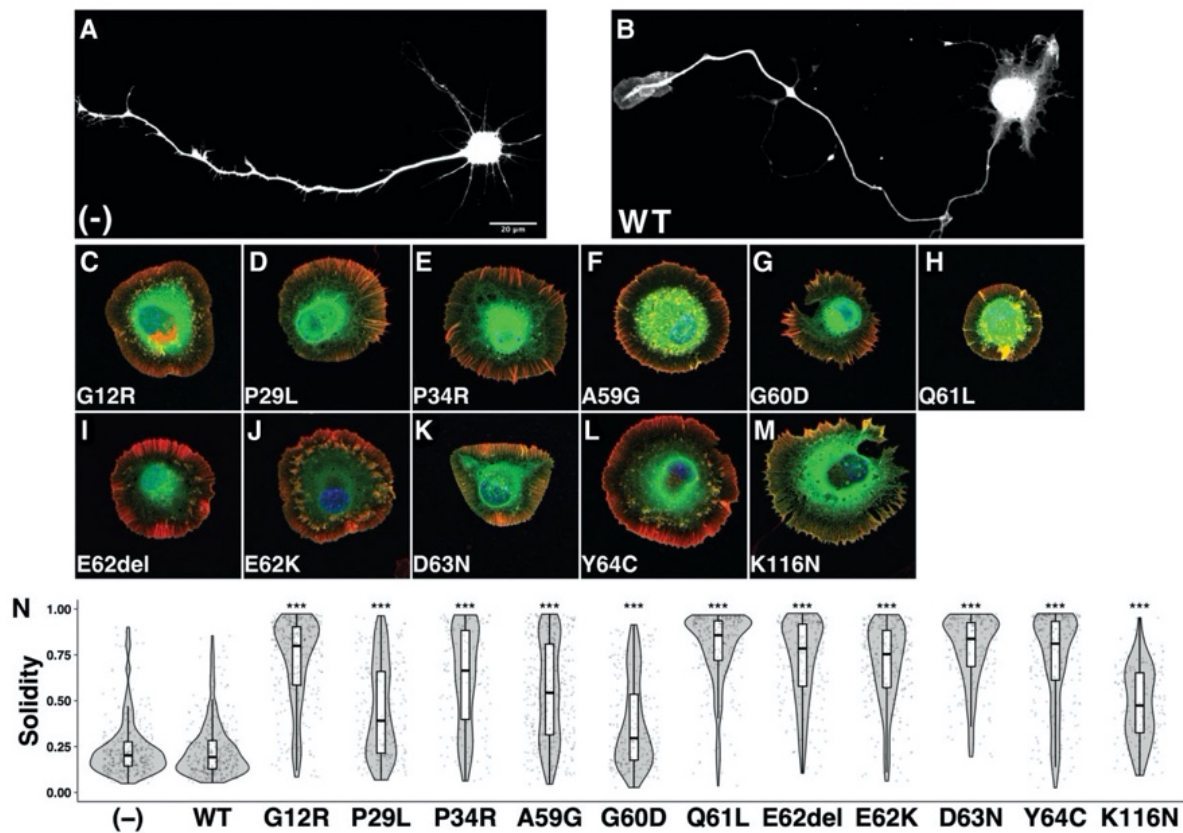 A
B
(-)
20 μm
WT
C
D
E
F
G
H
G12R
P29L
P34R
A59G
G60D
Q61L
I
J
K
L
M
E62del
E62K
D63N
Y64C
K116N
N
*** *** *** *** *** *** *** *** *** *** ***
1.00
0.75
0.50
0.25
0.00
Solidity
(–) WT G12R P29L P34R A59G G60D Q61L E62del E62K D63N Y64C K116N